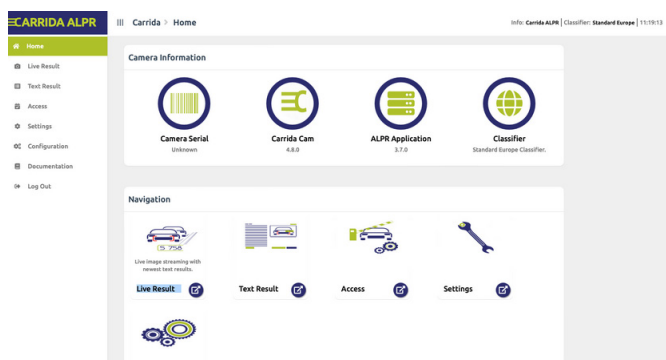 CARRIDA ALPR
Carrida > Home
Info: Carrida ALPR | Classifier: Standard Europe | 11:19:13
Home
Live Result
Text Result
Access
Settings
Configuration
Documentation
Log Out
Camera Information
Camera Serial
Unknown
Carrida Cam
4.8.0
ALPR Application
3.7.0
Classifier
Standard Europe Classifier.
Navigation
S 758
Live image streaming with
newest text results.
Live Result
Text Result
Access
Settings